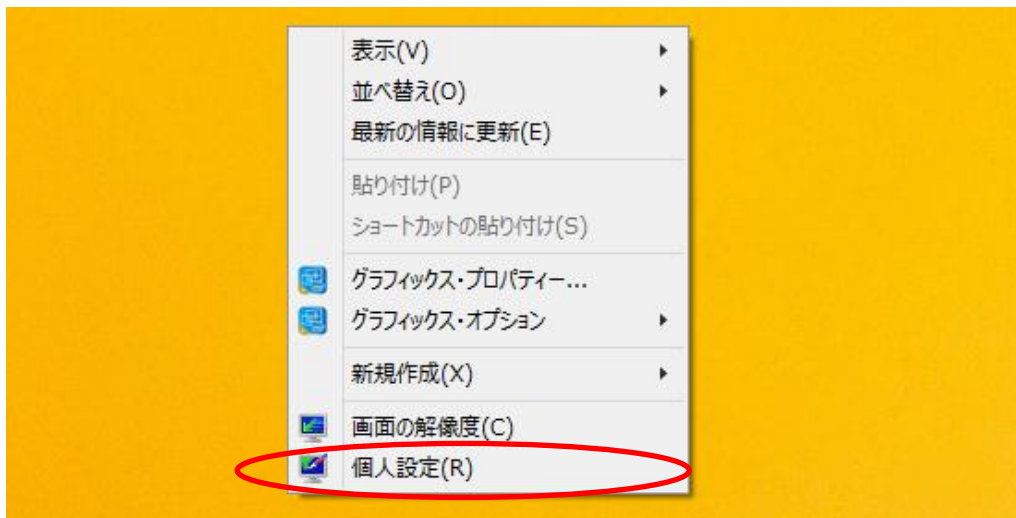 表示(V)
並べ替え(O)
最新の情報に更新(E)
貼り付け(P)
ショートカットの貼り付け(S)
グラフィックス・プロパティー...
グラフィックス・オプション
新規作成(X)
画面の解像度(C)
個人設定(R)